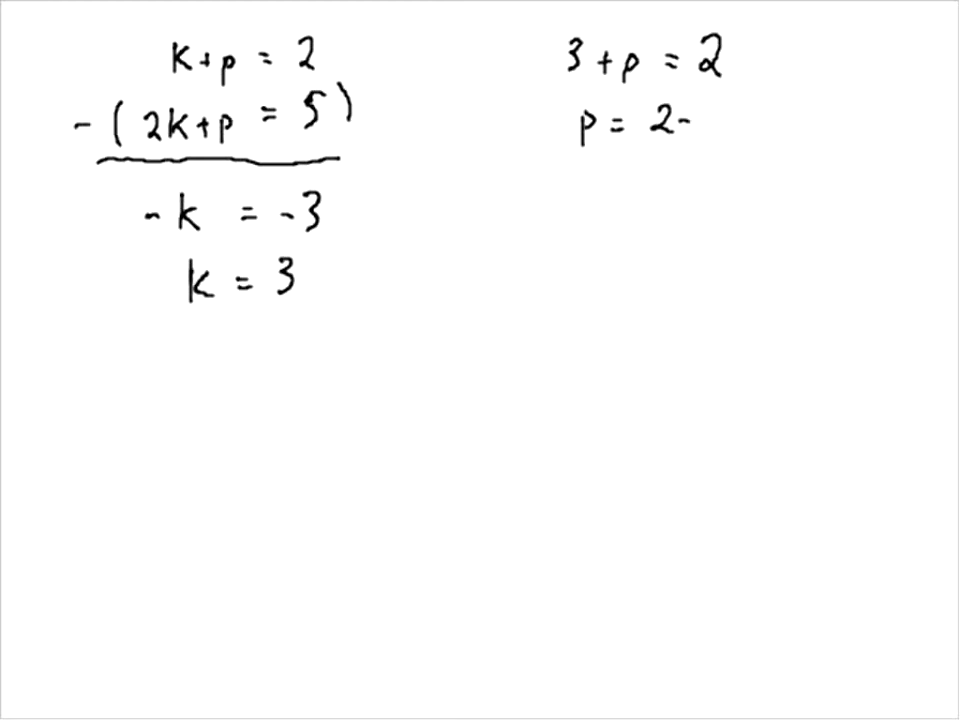 k+p = 2
-( 2k+p = 5 )
-k = -3
k = 3
3 +p = 2
p = 2-